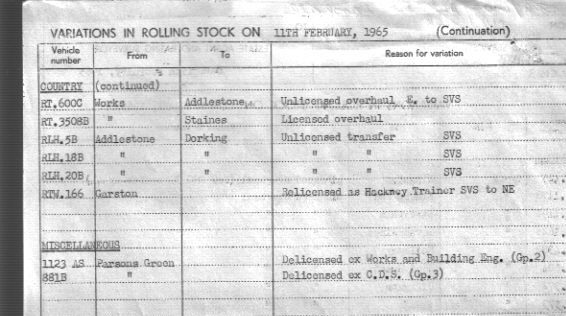 VARIATIONS IN ROLLING STOCK ON 11TH FEBRUARY, 1965 (Continuation)
Vehicle number From To Reason for variation
COUNTRY (continued)
RT.600C Works Addlestone Unlicensed overhaul E. to SVS
RT.3508B " Staines Licensed overhaul
RLH.5B Addlestone Dorking Unlicensed transfer SVS
RLH.18B " " " " SVS
RLH.20B " " " " SVS
RTW.166 Garston Relicensed as Hackney Trainer SVS to NE
MISCELLANEOUS
1123 AS Parsons Green Delicensed ex Works and Building Eng. (Gp.2)
881B " Delicensed ex C.D.S. (Gp.3)